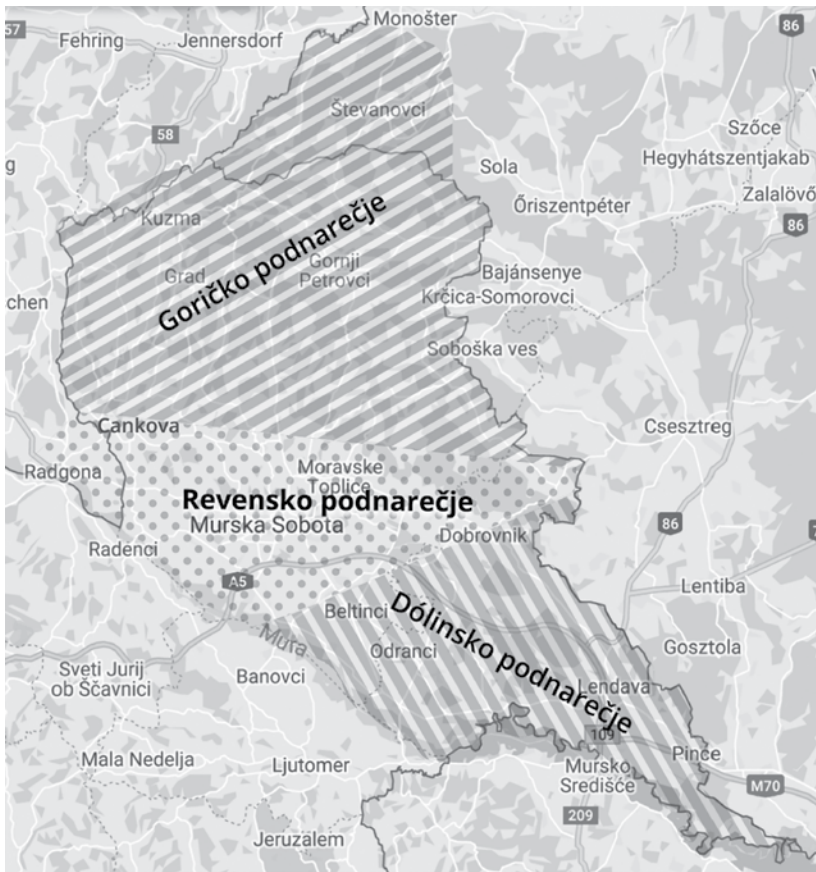 Monošter
86
57
Fehring
Jennersdorf
Števanovci
58
Szőce
Sola
Hegyhátszentjakab
g
Őriszentpéter
Zalalövő
Kuzma
86
Goričko podnarečje
Grad
Gornji
Petrovci
Bajánsenye
chen
Krčica-Somorovci
Soboška ves
Cankova
Csesztreg
Radgona
Moravske
Toplice
Revensko podnarečje
Murska Sobota
86
Radenci
Dobrovnik
A5
Lentiba
Beltinci
Dólinsko podnarečje
Mura
Odranci
Gosztola
Sveti Jurij
ob Ščavnici
Banovci
Lendava
109
Mala Nedelja
Ljutomer
Mursko
Središće
Pince
M70
209
Jeruzalem